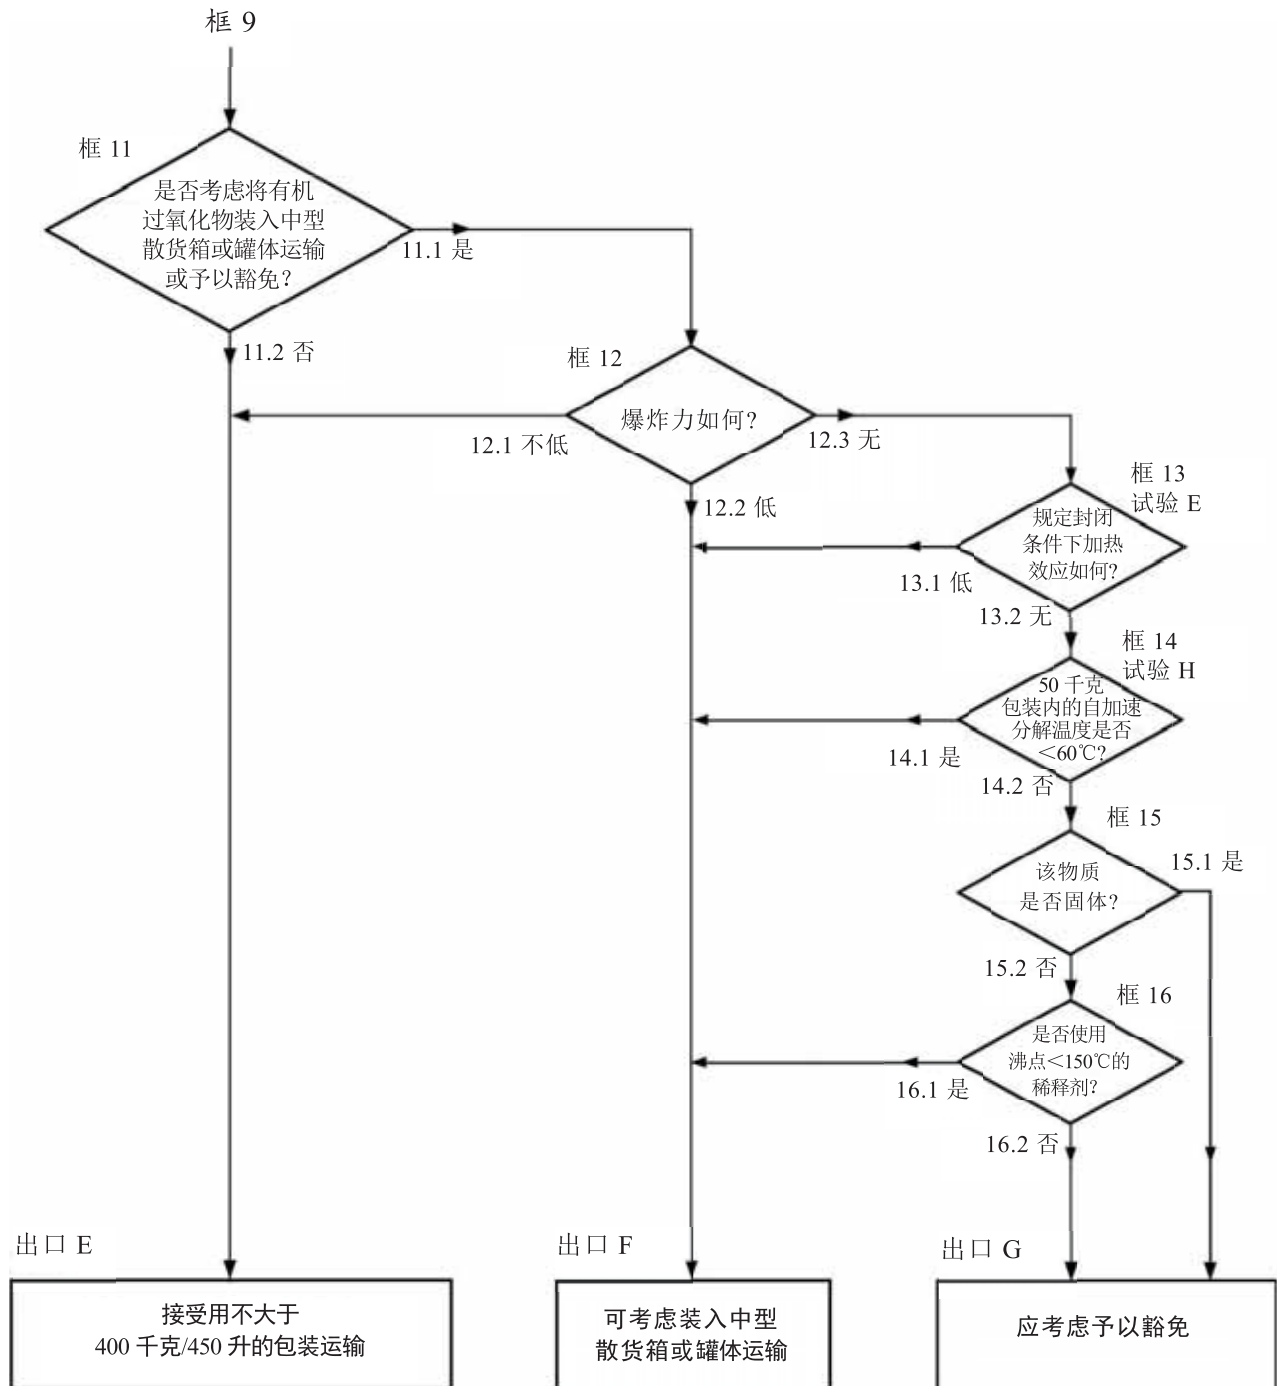 框 9
框 11
是否考虑将有机
过氧化物装入中型
散货箱或罐体运输
或予以豁免?
11.1 是
11.2 否
框 12
爆炸力如何?
12.1 不低
12.3 无
12.2 低
框 13
试验 E
规定封闭
条件下加热
效应如何?
13.1 低
13.2 无
框 14
试验 H
50 千克
包装内的自加速
分解温度是否
<60℃?
14.1 是
14.2 否
框 15
该物质
是否固体?
15.1 是
15.2 否
框 16
是否使用
沸点<150℃的
稀释剂?
16.1 是
16.2 否
出口 E
接受用不大于
400 千克/450 升的包装运输
出口 F
可考虑装入中型
散货箱或罐体运输
出口 G
应考虑予以豁免